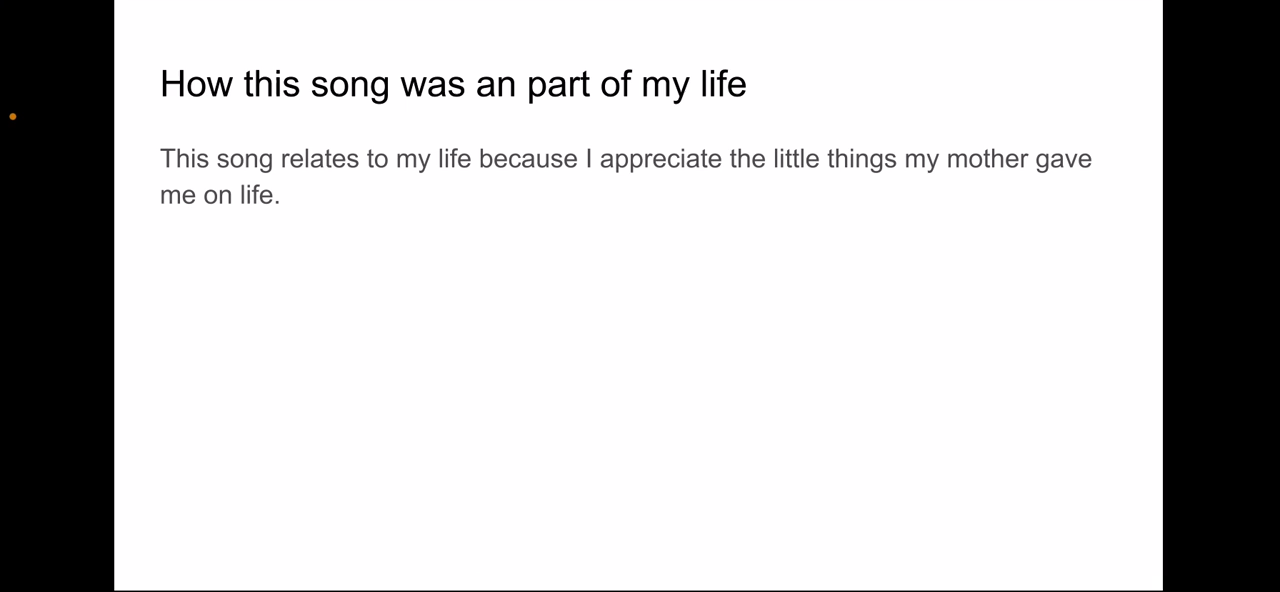 How this song was an part of my life
This song relates to my life because I appreciate the little things my mother gave
me on life.